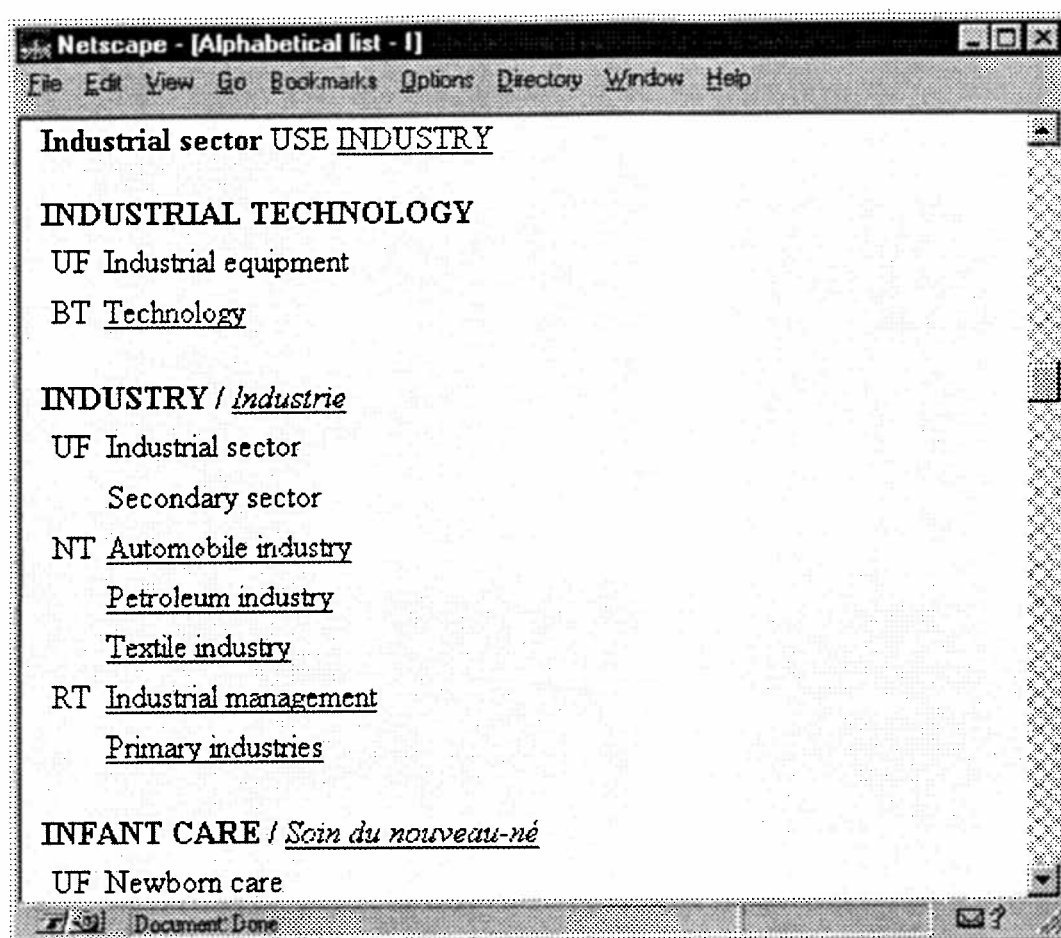 Netscape - [Alphabetical list - I]
File Edit View Go Bookmarks Options Directory Window Help
Industrial sector USE INDUSTRY
INDUSTRIAL TECHNOLOGY
UF Industrial equipment
BT Technology
INDUSTRY / Industrie
UF Industrial sector
Secondary sector
NT Automobile industry
Petroleum industry
Textile industry
RT Industrial management
Primary industries
INFANT CARE / Soin du nouveau-né
UF Newborn care
Document: Done